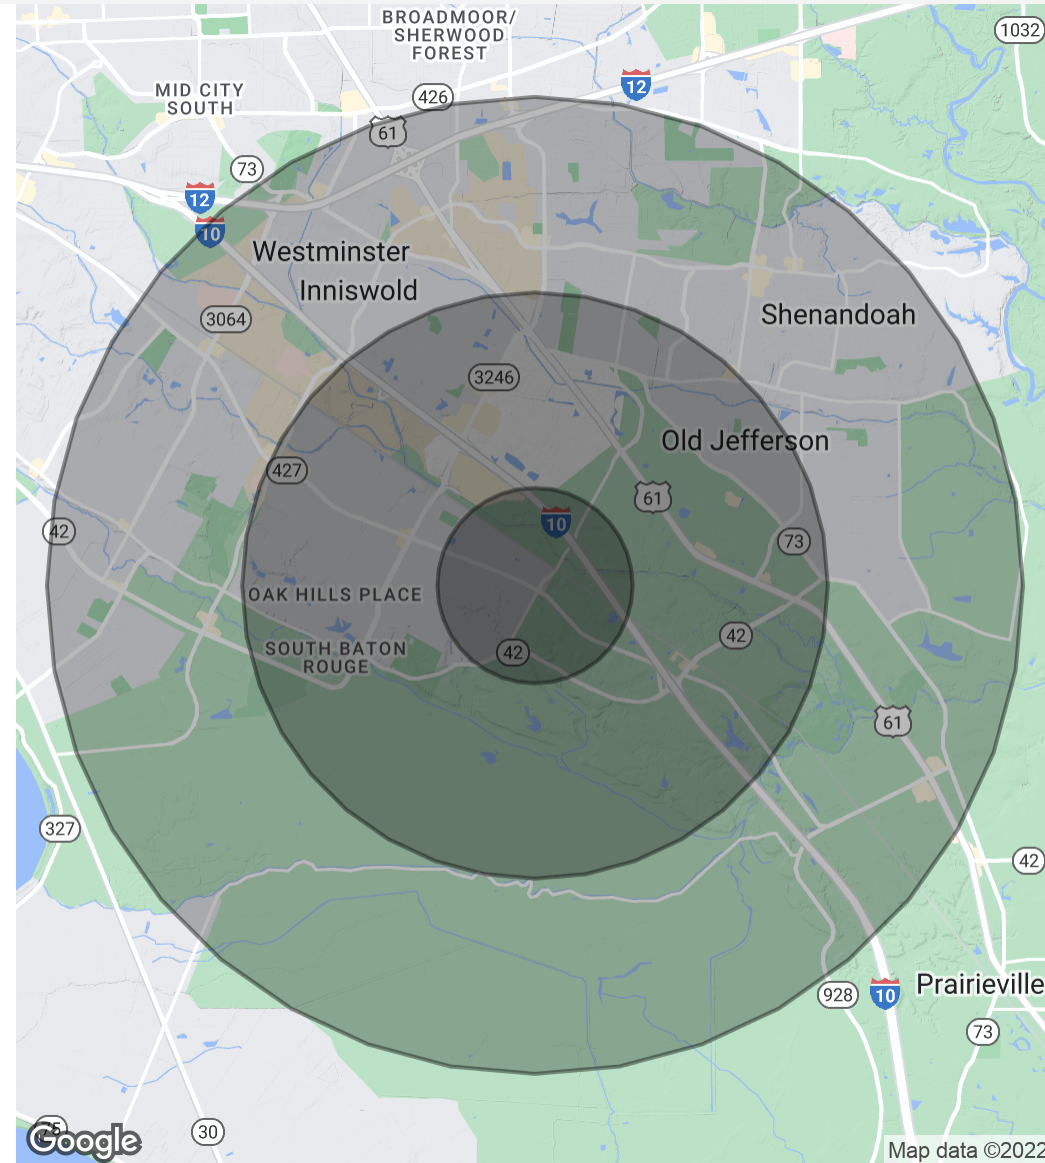 BROADMOOR/
SHERWOOD
FOREST
1032
12
MID CITY
SOUTH
426
61
73
12
10
Westminster
Inniswold
3064
Shenandoah
3246
Old Jefferson
427
61
10
42
73
OAK HILLS PLACE
42
42
SOUTH BATON
ROUGE
61
327
42
Prairieville
928
10
73
30
75
Google
Map data ©2022